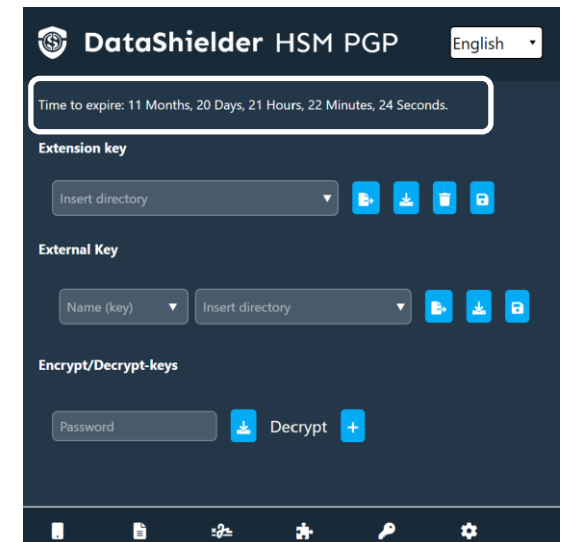 DataShielder HSM PGP
English
Time to expire: 11 Months, 20 Days, 21 Hours, 22 Minutes, 24 Seconds.
Extension key
Insert directory
External Key
Name (key)
Insert directory
Encrypt/Decrypt-keys
Password
Decrypt